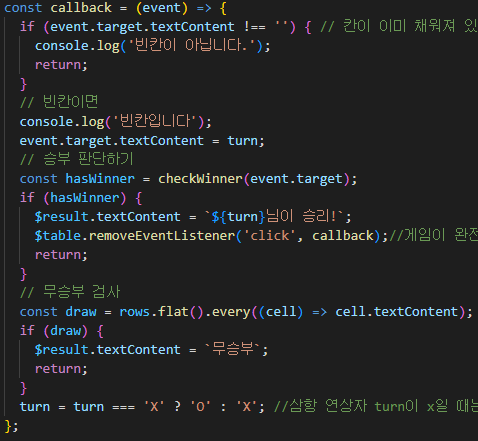 const callback = (event) => {
  if (event.target.textContent !== '') { // 칸이 이미 채워져 있
    console.log('빈칸이 아닙니다.');
    return;
  }
  // 빈칸이면
  console.log('빈칸입니다');
  event.target.textContent = turn;
  // 승부 판단하기
  const hasWinner = checkWinner(event.target);
  if (hasWinner) {
    $result.textContent = `${turn}님이 승리!`;
    $table.removeEventListener('click', callback);//게임이 완전
    return;
  }
  // 무승부 검사
  const draw = rows.flat().every((cell) => cell.textContent);
  if (draw) {
    $result.textContent = `무승부`;
    return;
  }
  turn = turn === 'X' ? 'O' : 'X'; //삼항 연상자 turn이 x일 때는
};